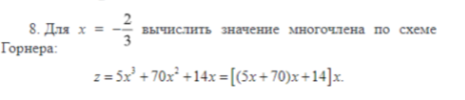 8. Для x = −2/3 вычислить значение многочлена по схеме
Горнера:
z = 5x³ + 70x² + 14x = [(5x + 70)x + 14]x.